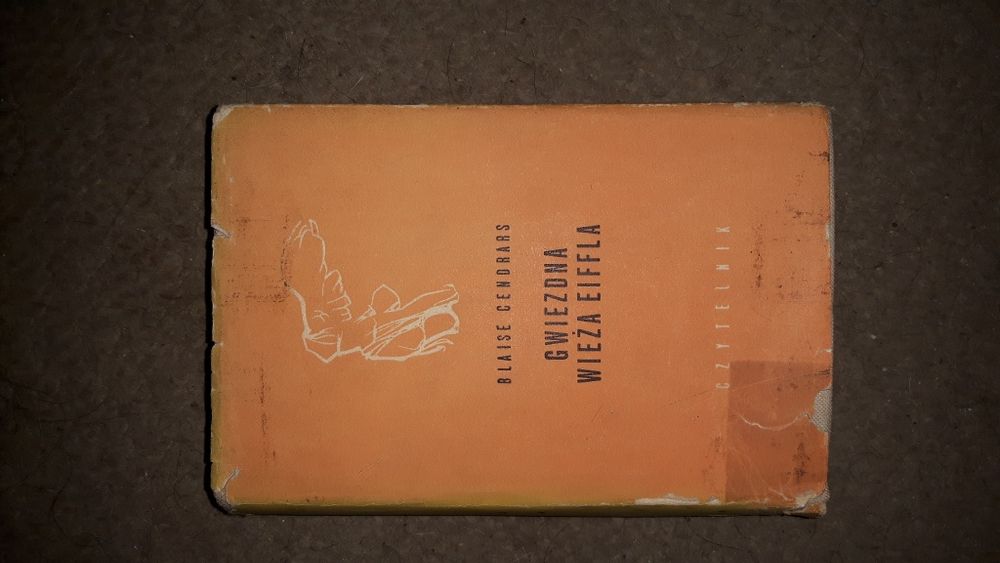 BLAISE CENDRARS
GWIEZDNA
WIEŻA EIFFLA
CZYTELNIK